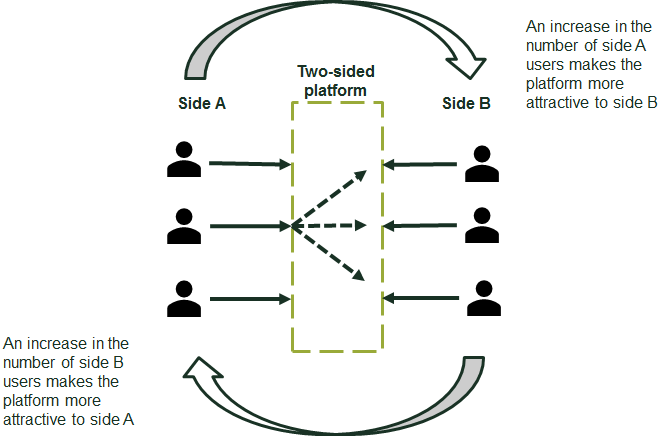 An increase in the
number of side A
users makes the
platform more
attractive to side B
Two-sided
platform
Side A
Side B
An increase in the
number of side B
users makes the
platform more
attractive to side A